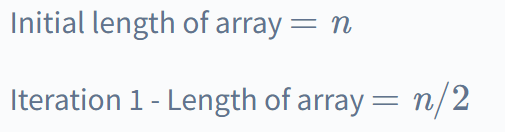 Initial length of array = n
Iteration 1 - Length of array = n/2